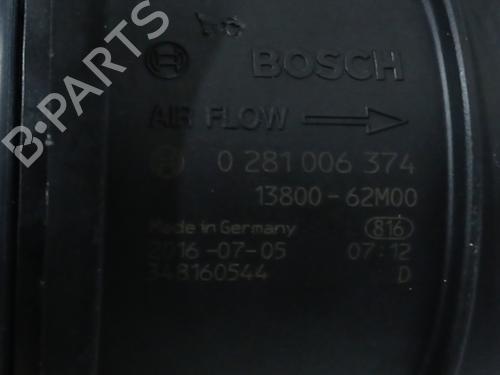 B-PARTS
BOSCH
AIR FLOW
0 281 006 374
13800-62M00
Made in Germany 816
2016-07-05 07:12
348160544 D